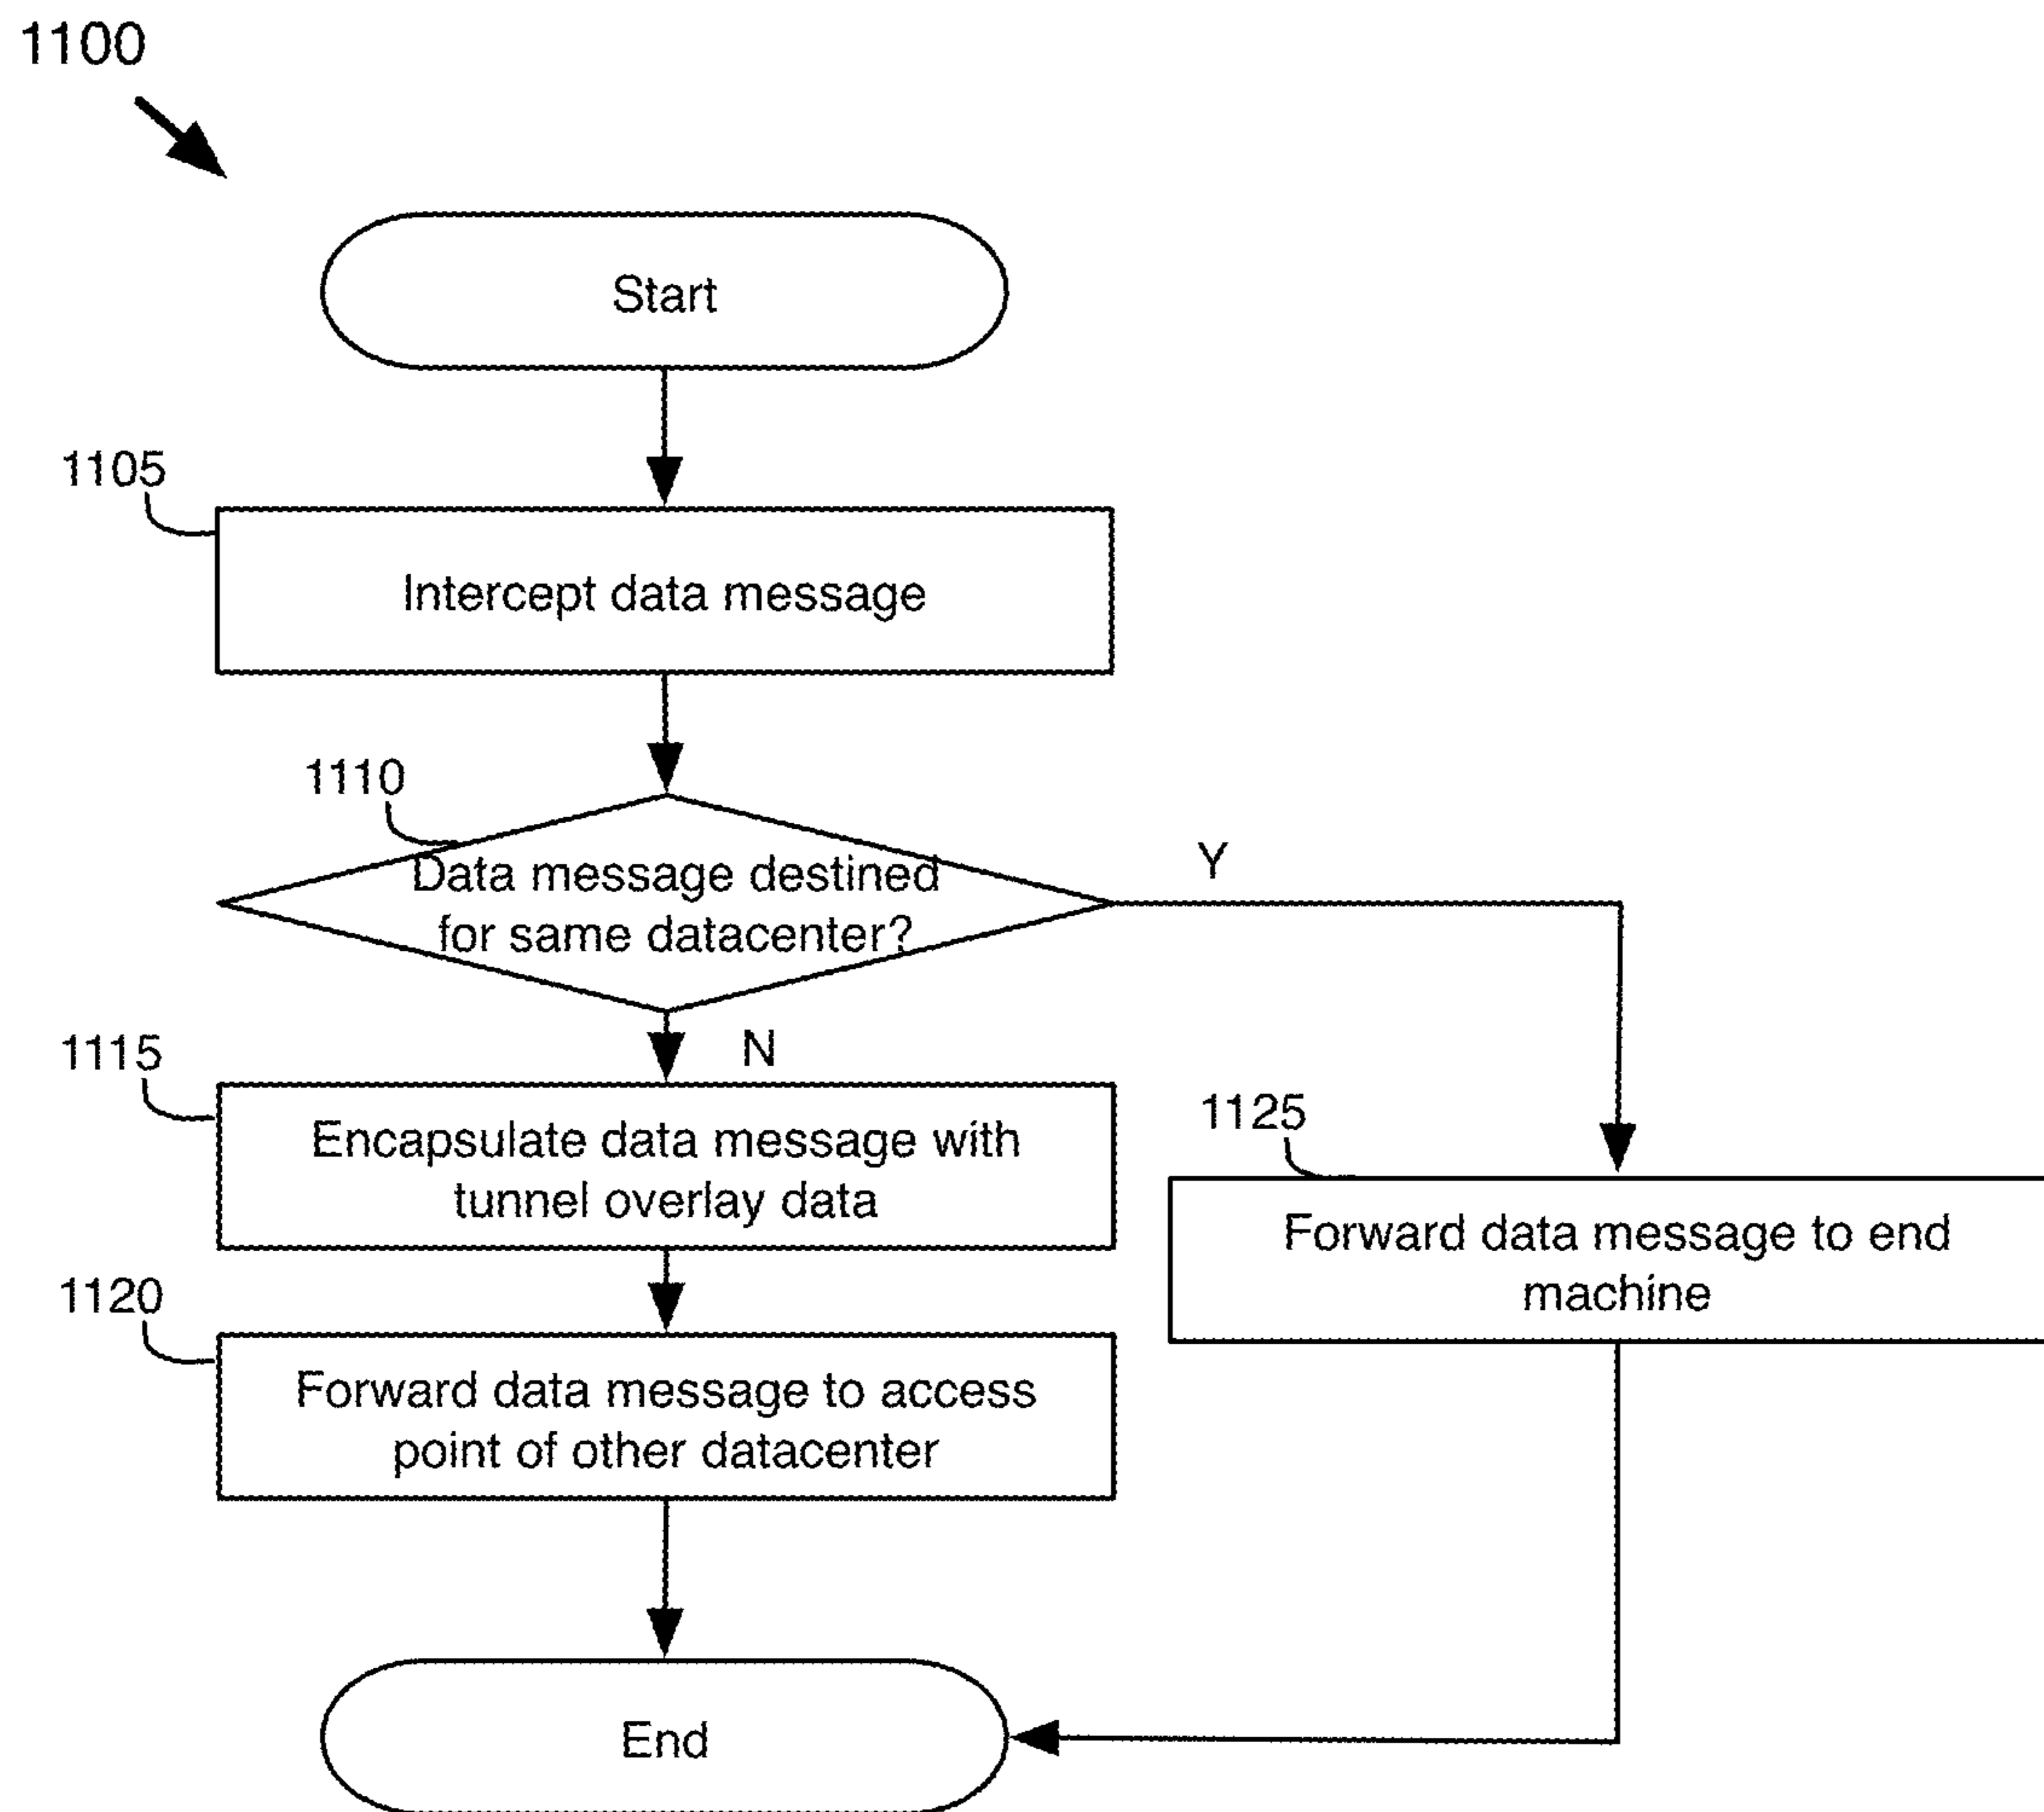 1100
Start
1105
Intercept data message
1110
Data message destined
for same datacenter?
Y
N
1115
Encapsulate data message with
tunnel overlay data
1125
Forward data message to end
machine
1120
Forward data message to access
point of other datacenter
End